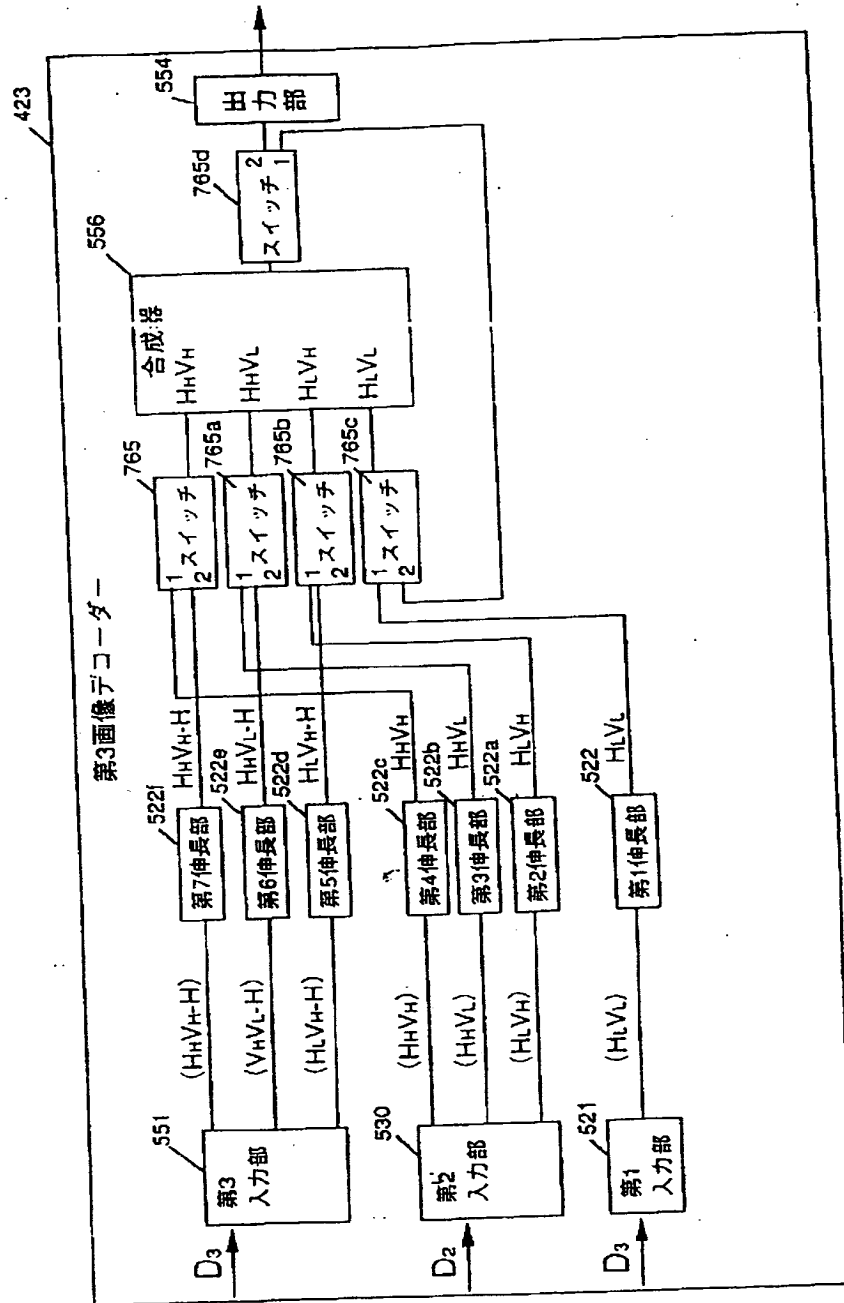 423
第3画像デコーダー
D3
551
第3
入力部
(HHVH-H)
(VHVL-H)
(HLVH-H)
522f
第7伸長部
HHVH-H
522e
第6伸長部
HHVL-H
522d
第5伸長部
HLVH-H
D2
530
第2
入力部
(HHVH)
(HHVL)
(HLVH)
522c
第4伸長部
HHVH
522b
第3伸長部
HHVL
522a
第2伸長部
HLVH
D3
521
第1
入力部
(HLVL)
522
第1伸長部
HLVL
765
1
2
スイッチ
765a
1
2
スイッチ
765b
1
2
スイッチ
765c
1
2
スイッチ
556
合成器
HHVH
HHVL
HLVH
HLVL
765d
スイッチ
2
1
554
出力部